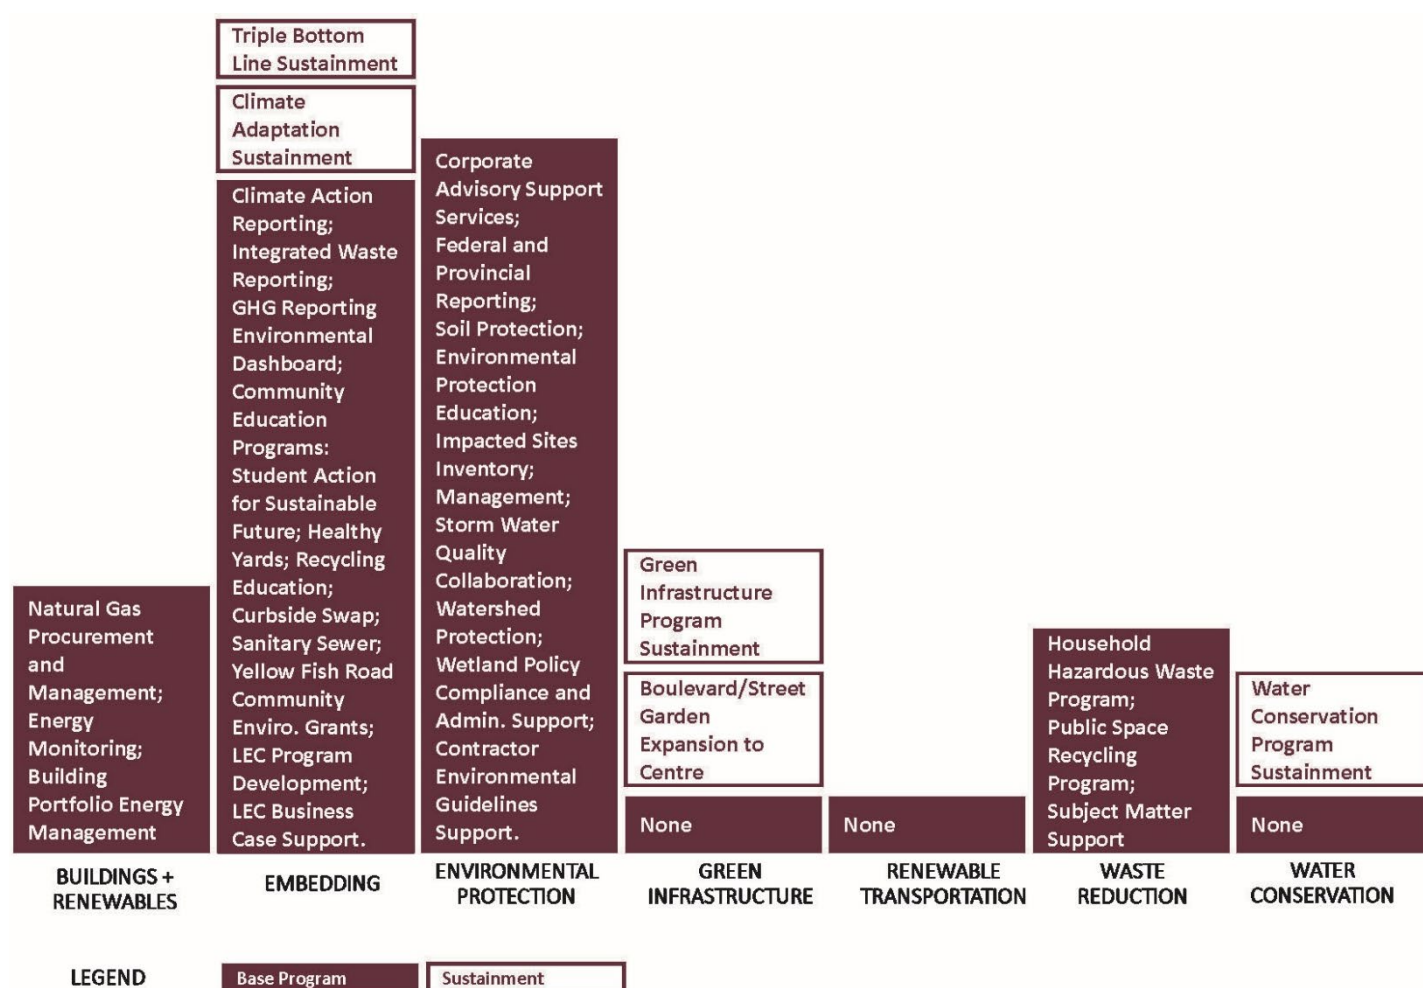 Triple Bottom
Line Sustainment
Climate
Adaptation
Sustainment
Climate Action
Reporting;
Integrated Waste
Reporting;
GHG Reporting
Environmental
Dashboard;
Community
Education
Programs:
Student Action
for Sustainable
Future; Healthy
Yards; Recycling
Education;
Curbside Swap;
Sanitary Sewer;
Yellow Fish Road
Community
Enviro. Grants;
LEC Program
Development;
LEC Business
Case Support.
Corporate
Advisory Support
Services;
Federal and
Provincial
Reporting;
Soil Protection;
Environmental
Protection
Education;
Impacted Sites
Inventory;
Management;
Storm Water
Quality
Collaboration;
Watershed
Protection;
Wetland Policy
Compliance and
Admin. Support;
Contractor
Environmental
Guidelines
Support.
Natural Gas
Procurement
and
Management;
Energy
Monitoring;
Building
Portfolio Energy
Management
Green
Infrastructure
Program
Sustainment
Boulevard/Street
Garden
Expansion to
Centre
None
None
Household
Hazardous Waste
Program;
Public Space
Recycling
Program;
Subject Matter
Support
Water
Conservation
Program
Sustainment
None
BUILDINGS +
RENEWABLES
EMBEDDING
ENVIRONMENTAL
PROTECTION
GREEN
INFRASTRUCTURE
RENEWABLE
TRANSPORTATION
WASTE
REDUCTION
WATER
CONSERVATION
LEGEND
Base Program
Sustainment